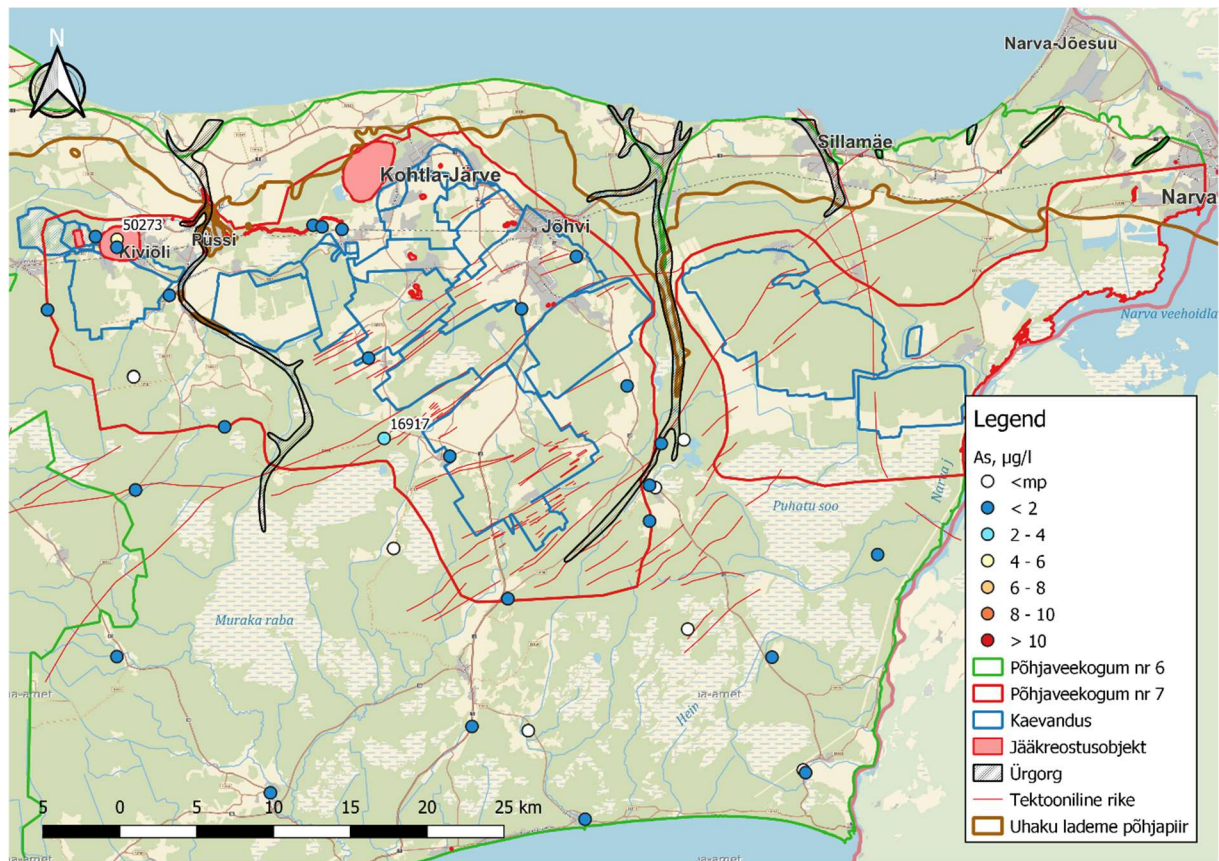 N
Narva-Jõesuu
Sillamäe
Kohtla-Järve
Narva
50273
Jõhvi
Püssi
Kiviõli
Narva veehoidla
16917
Narva j
Puhatu soo
Muraka raba
Hein
5 0 5 10 15 20 25 km
Legend
As, µg/l
<mp
< 2
2 - 4
4 - 6
6 - 8
8 - 10
> 10
Põhjaveekogum nr 6
Põhjaveekogum nr 7
Kaevandus
Jääkreostusobjekt
Ürgorg
Tektooniline rike
Uhaku lademe põhjapiir